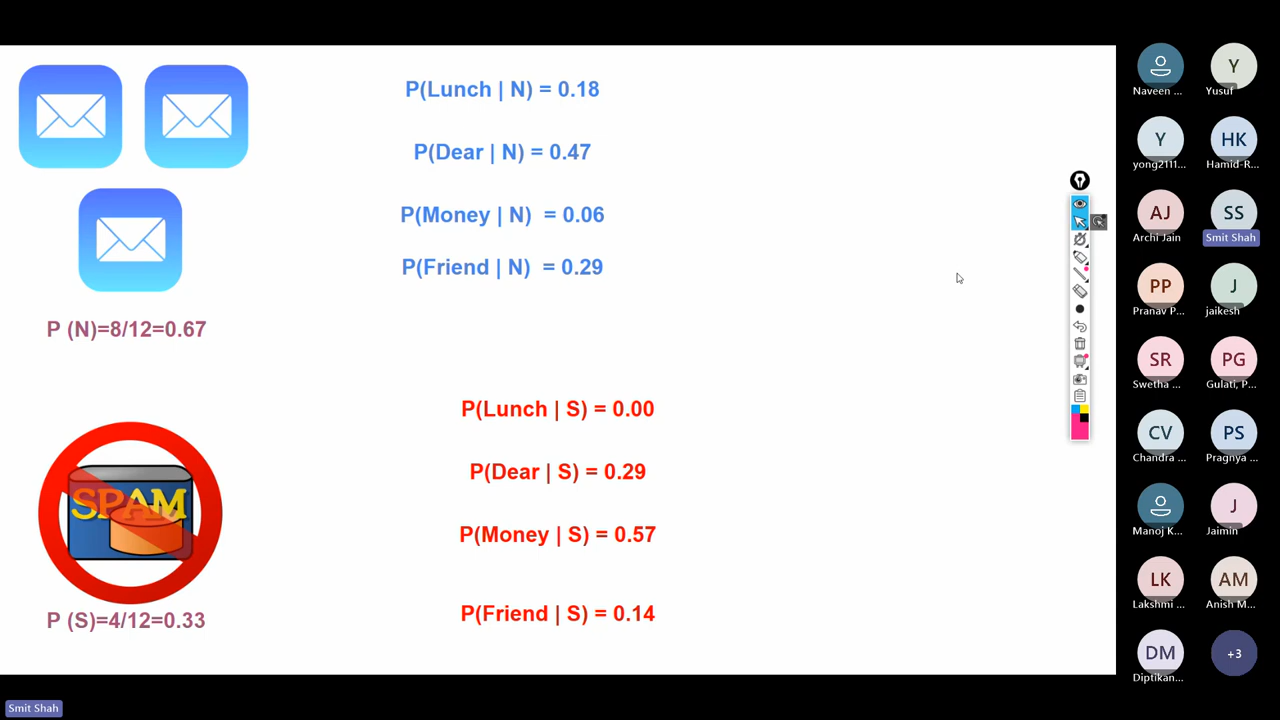 P(Lunch | N) = 0.18
P(Dear | N) = 0.47
P(Money | N) = 0.06
P(Friend | N) = 0.29
P (N)=8/12=0.67
P(Lunch | S) = 0.00
P(Dear | S) = 0.29
P(Money | S) = 0.57
P(Friend | S) = 0.14
SPAM
P (S)=4/12=0.33
Naveen ...
Y
Yusuf
Y
yong2111...
HK
Hamid-R...
AJ
Archi Jain
SS
Smit Shah
PP
Pranav P...
J
jaikesh
SR
Swetha ...
PG
Gulati, P...
CV
Chandra ...
PS
Pragnya ...
Manoj K...
J
Jaimin
LK
Lakshmi ...
AM
Anish M...
DM
Diptikan...
+3
Smit Shah